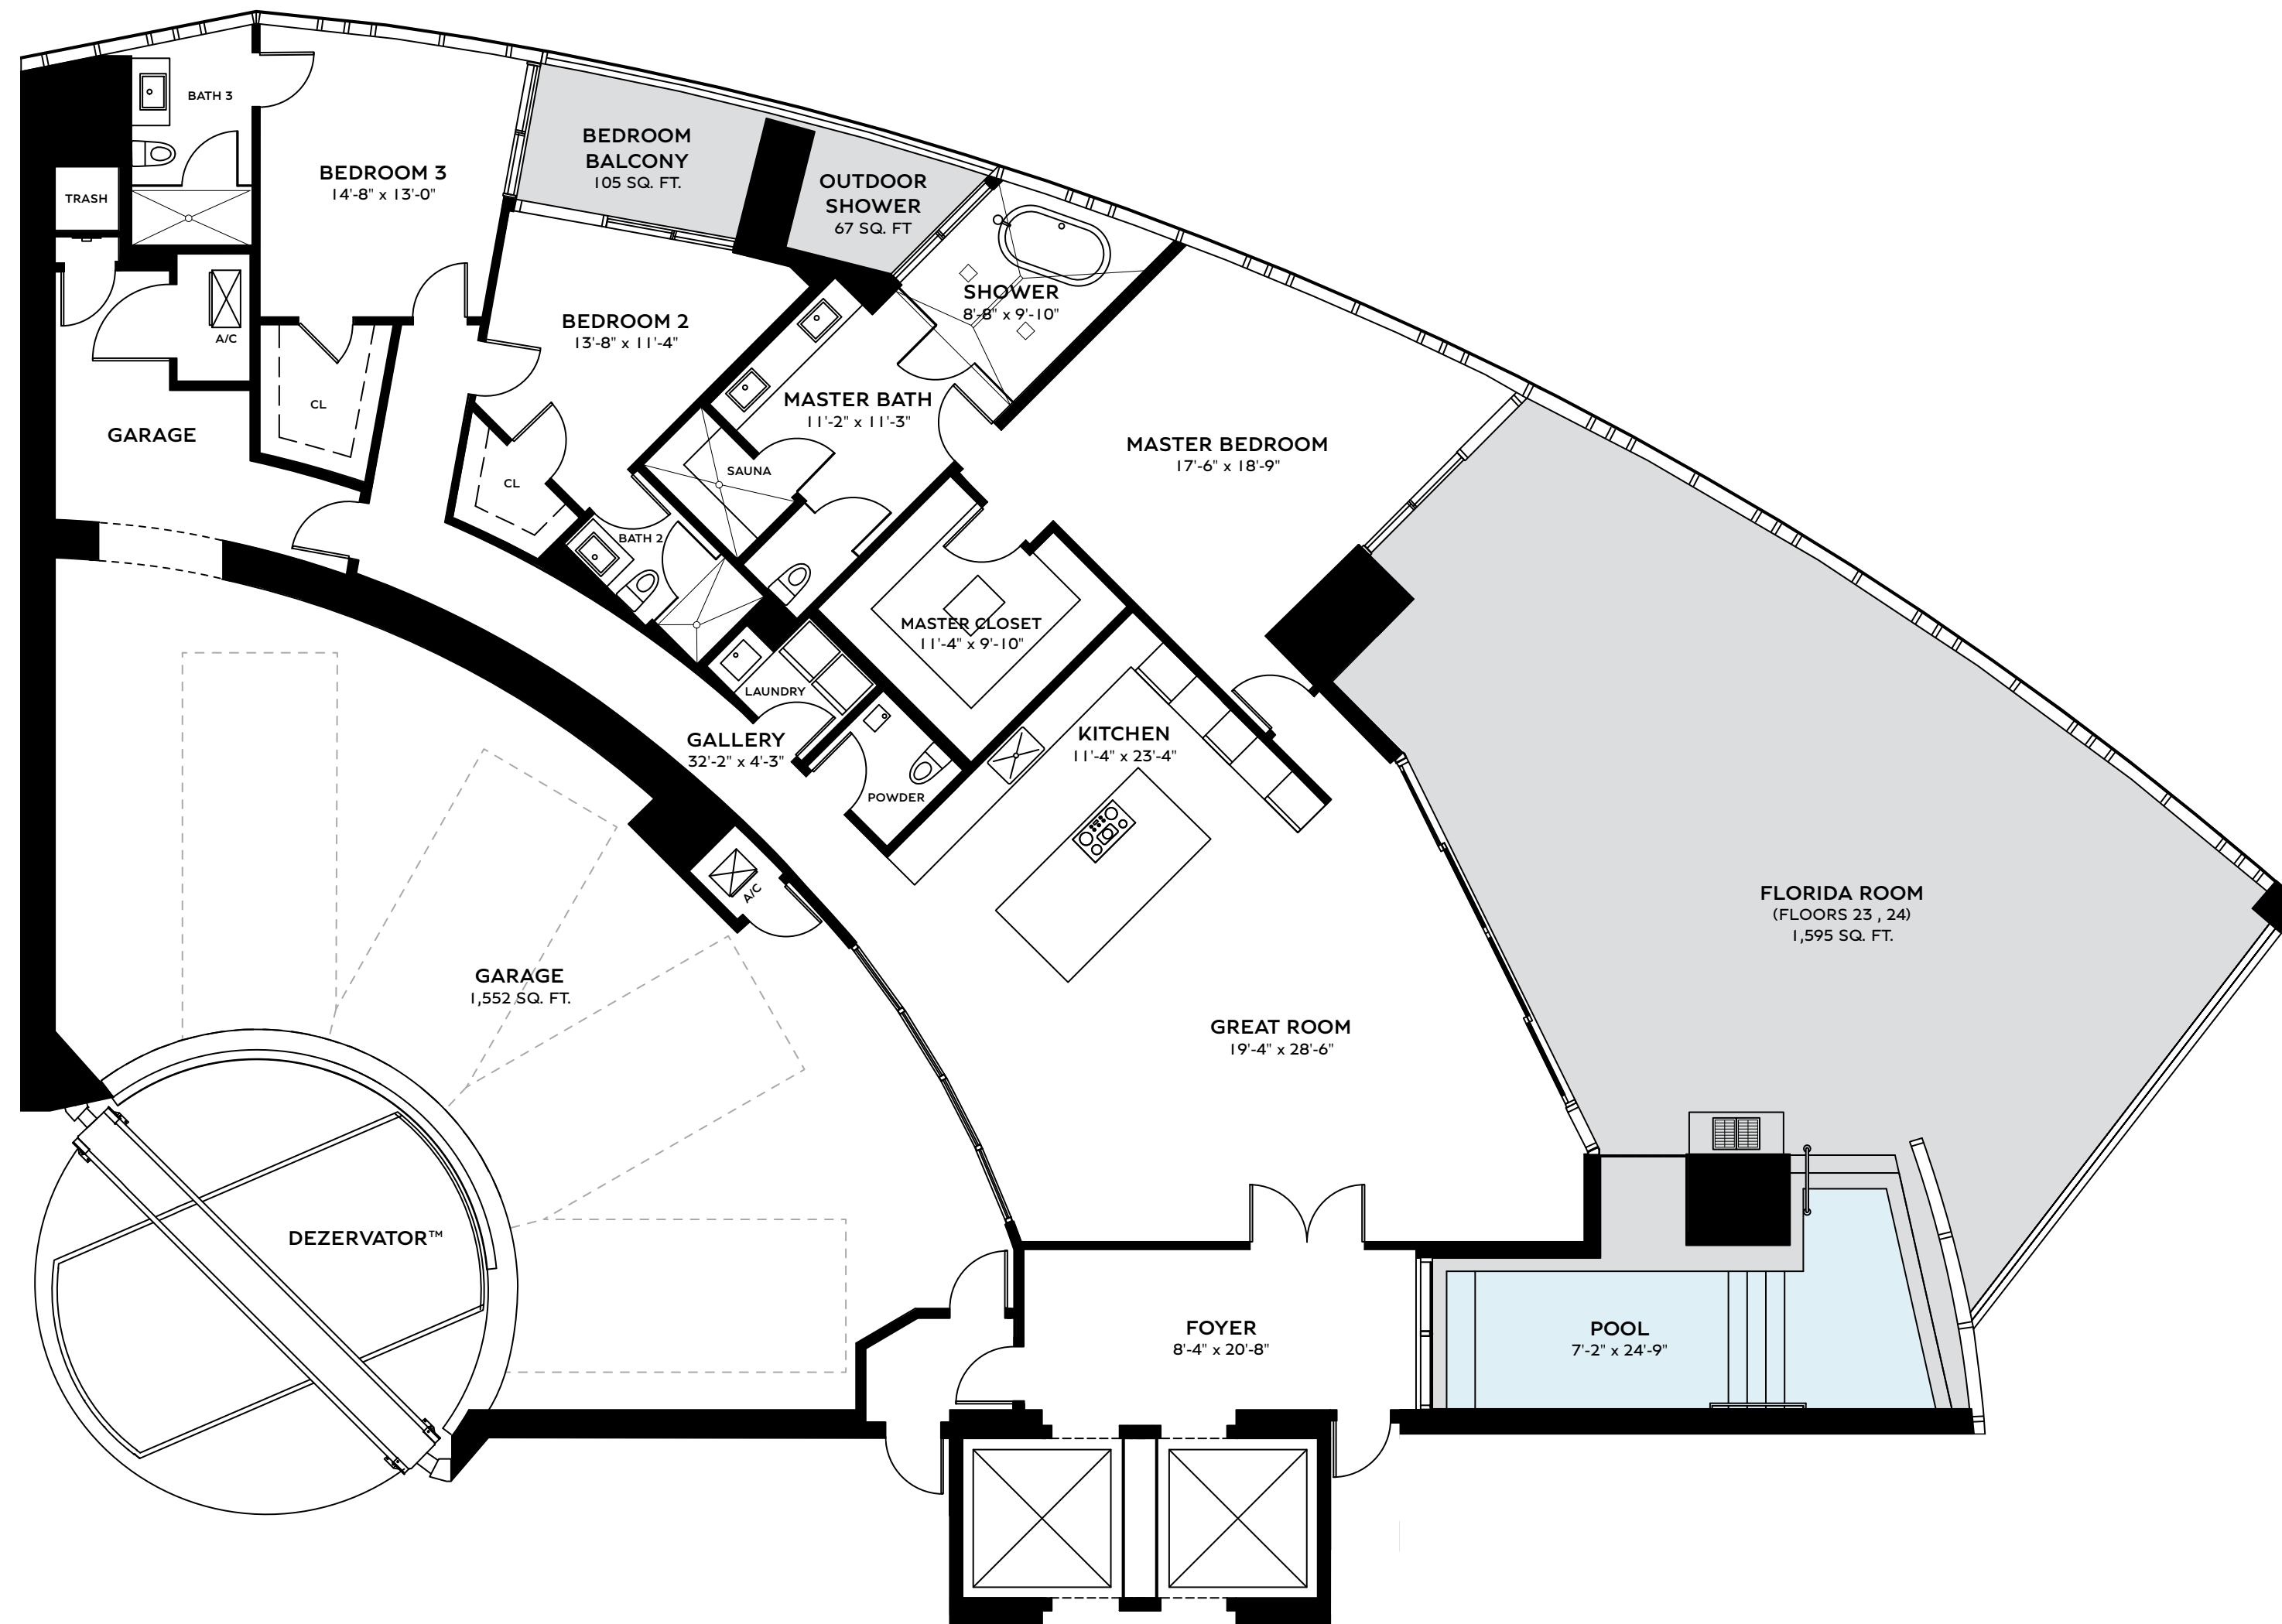 BATH 3
BEDROOM 3
14'-8" x 13'-0"
TRASH
A/C
CL
GARAGE
BEDROOM
BALCONY
105 SQ. FT.
OUTDOOR
SHOWER
67 SQ. FT
SHOWER
8'-8" x 9'-10"
BEDROOM 2
13'-8" x 11'-4"
CL
MASTER BATH
11'-2" x 11'-3"
SAUNA
BATH 2
MASTER BEDROOM
17'-6" x 18'-9"
MASTER CLOSET
11'-4" x 9'-10"
LAUNDRY
GALLERY
32'-2" x 4'-3"
POWDER
KITCHEN
11'-4" x 23'-4"
A/C
FLORIDA ROOM
(FLOORS 23 , 24)
1,595 SQ. FT.
GARAGE
1,552 SQ. FT.
GREAT ROOM
19'-4" x 28'-6"
DEZERVATOR™
FOYER
8'-4" x 20'-8"
POOL
7'-2" x 24'-9"